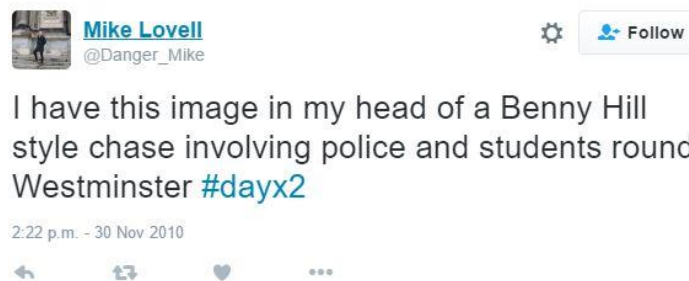 Mike Lovell
Follow
@Danger_Mike
I have this image in my head of a Benny Hill
style chase involving police and students round
Westminster #dayx2
2:22 p.m. - 30 Nov 2010